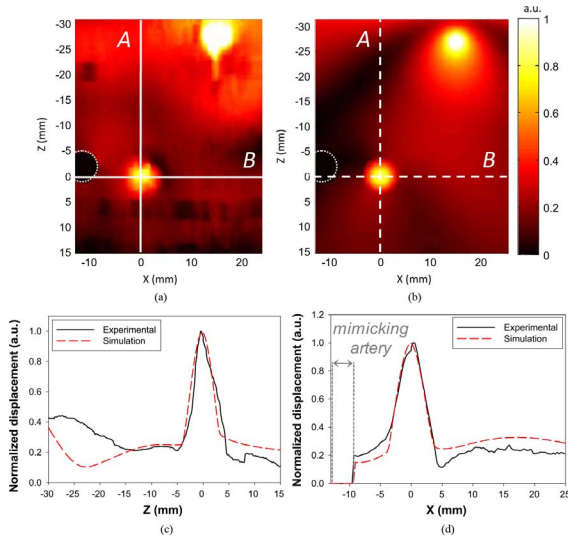 a.u.
-30
-25
-20
-15
-10
-5
0
5
10
15
Z (mm)
A
B
-10
0
10
20
X (mm)
(a)
-30
-25
-20
-15
-10
-5
0
5
10
15
Z (mm)
A
B
-10
0
10
20
X (mm)
(b)
1
0.8
0.6
0.4
0.2
0
Normalized displacement (a.u.)
1.0
0.8
0.6
0.4
0.2
0.0
Experimental
Simulation
-30 -25 -20 -15 -10 -5 0 5 10 15
Z (mm)
(c)
Normalized displacement (a.u.)
1.2
1.0
0.8
0.6
0.4
0.2
0.0
mimicking
artery
Experimental
Simulation
-10 -5 0 5 10 15 20 25
X (mm)
(d)